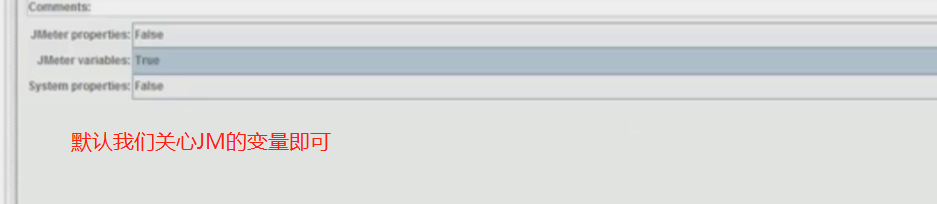 Comments:
JMeter properties: False
JMeter variables: True
System properties: False
默认我们关心JM的变量即可